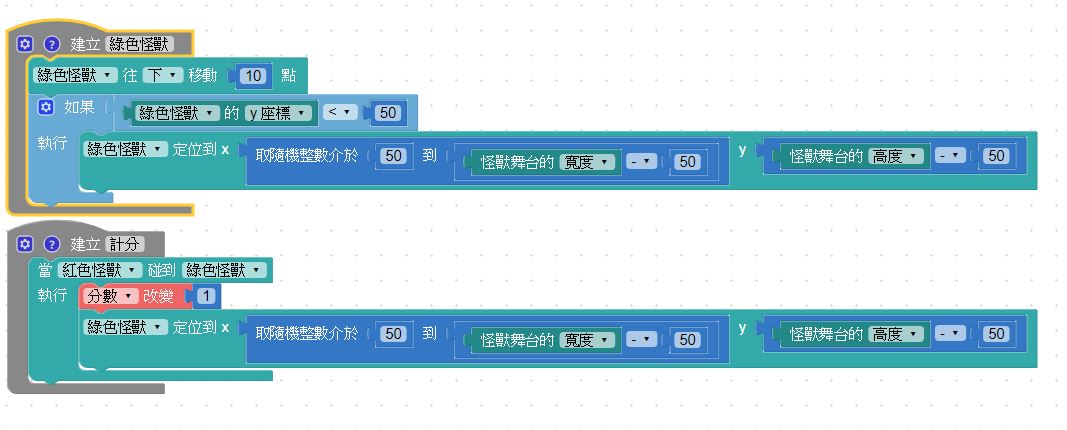 建立 綠色怪獸
綠色怪獸 往 下 移動 10 點
如果 綠色怪獸 的 y 座標 < 50
執行 綠色怪獸 定位到 x 取隨機整數介於 50 到 怪獸舞台的 寬度 - 50 y 怪獸舞台的 高度 - 50
建立 計分
當 紅色怪獸 碰到 綠色怪獸
執行 分數 改變 1
綠色怪獸 定位到 x 取隨機整數介於 50 到 怪獸舞台的 寬度 - 50 y 怪獸舞台的 高度 - 50